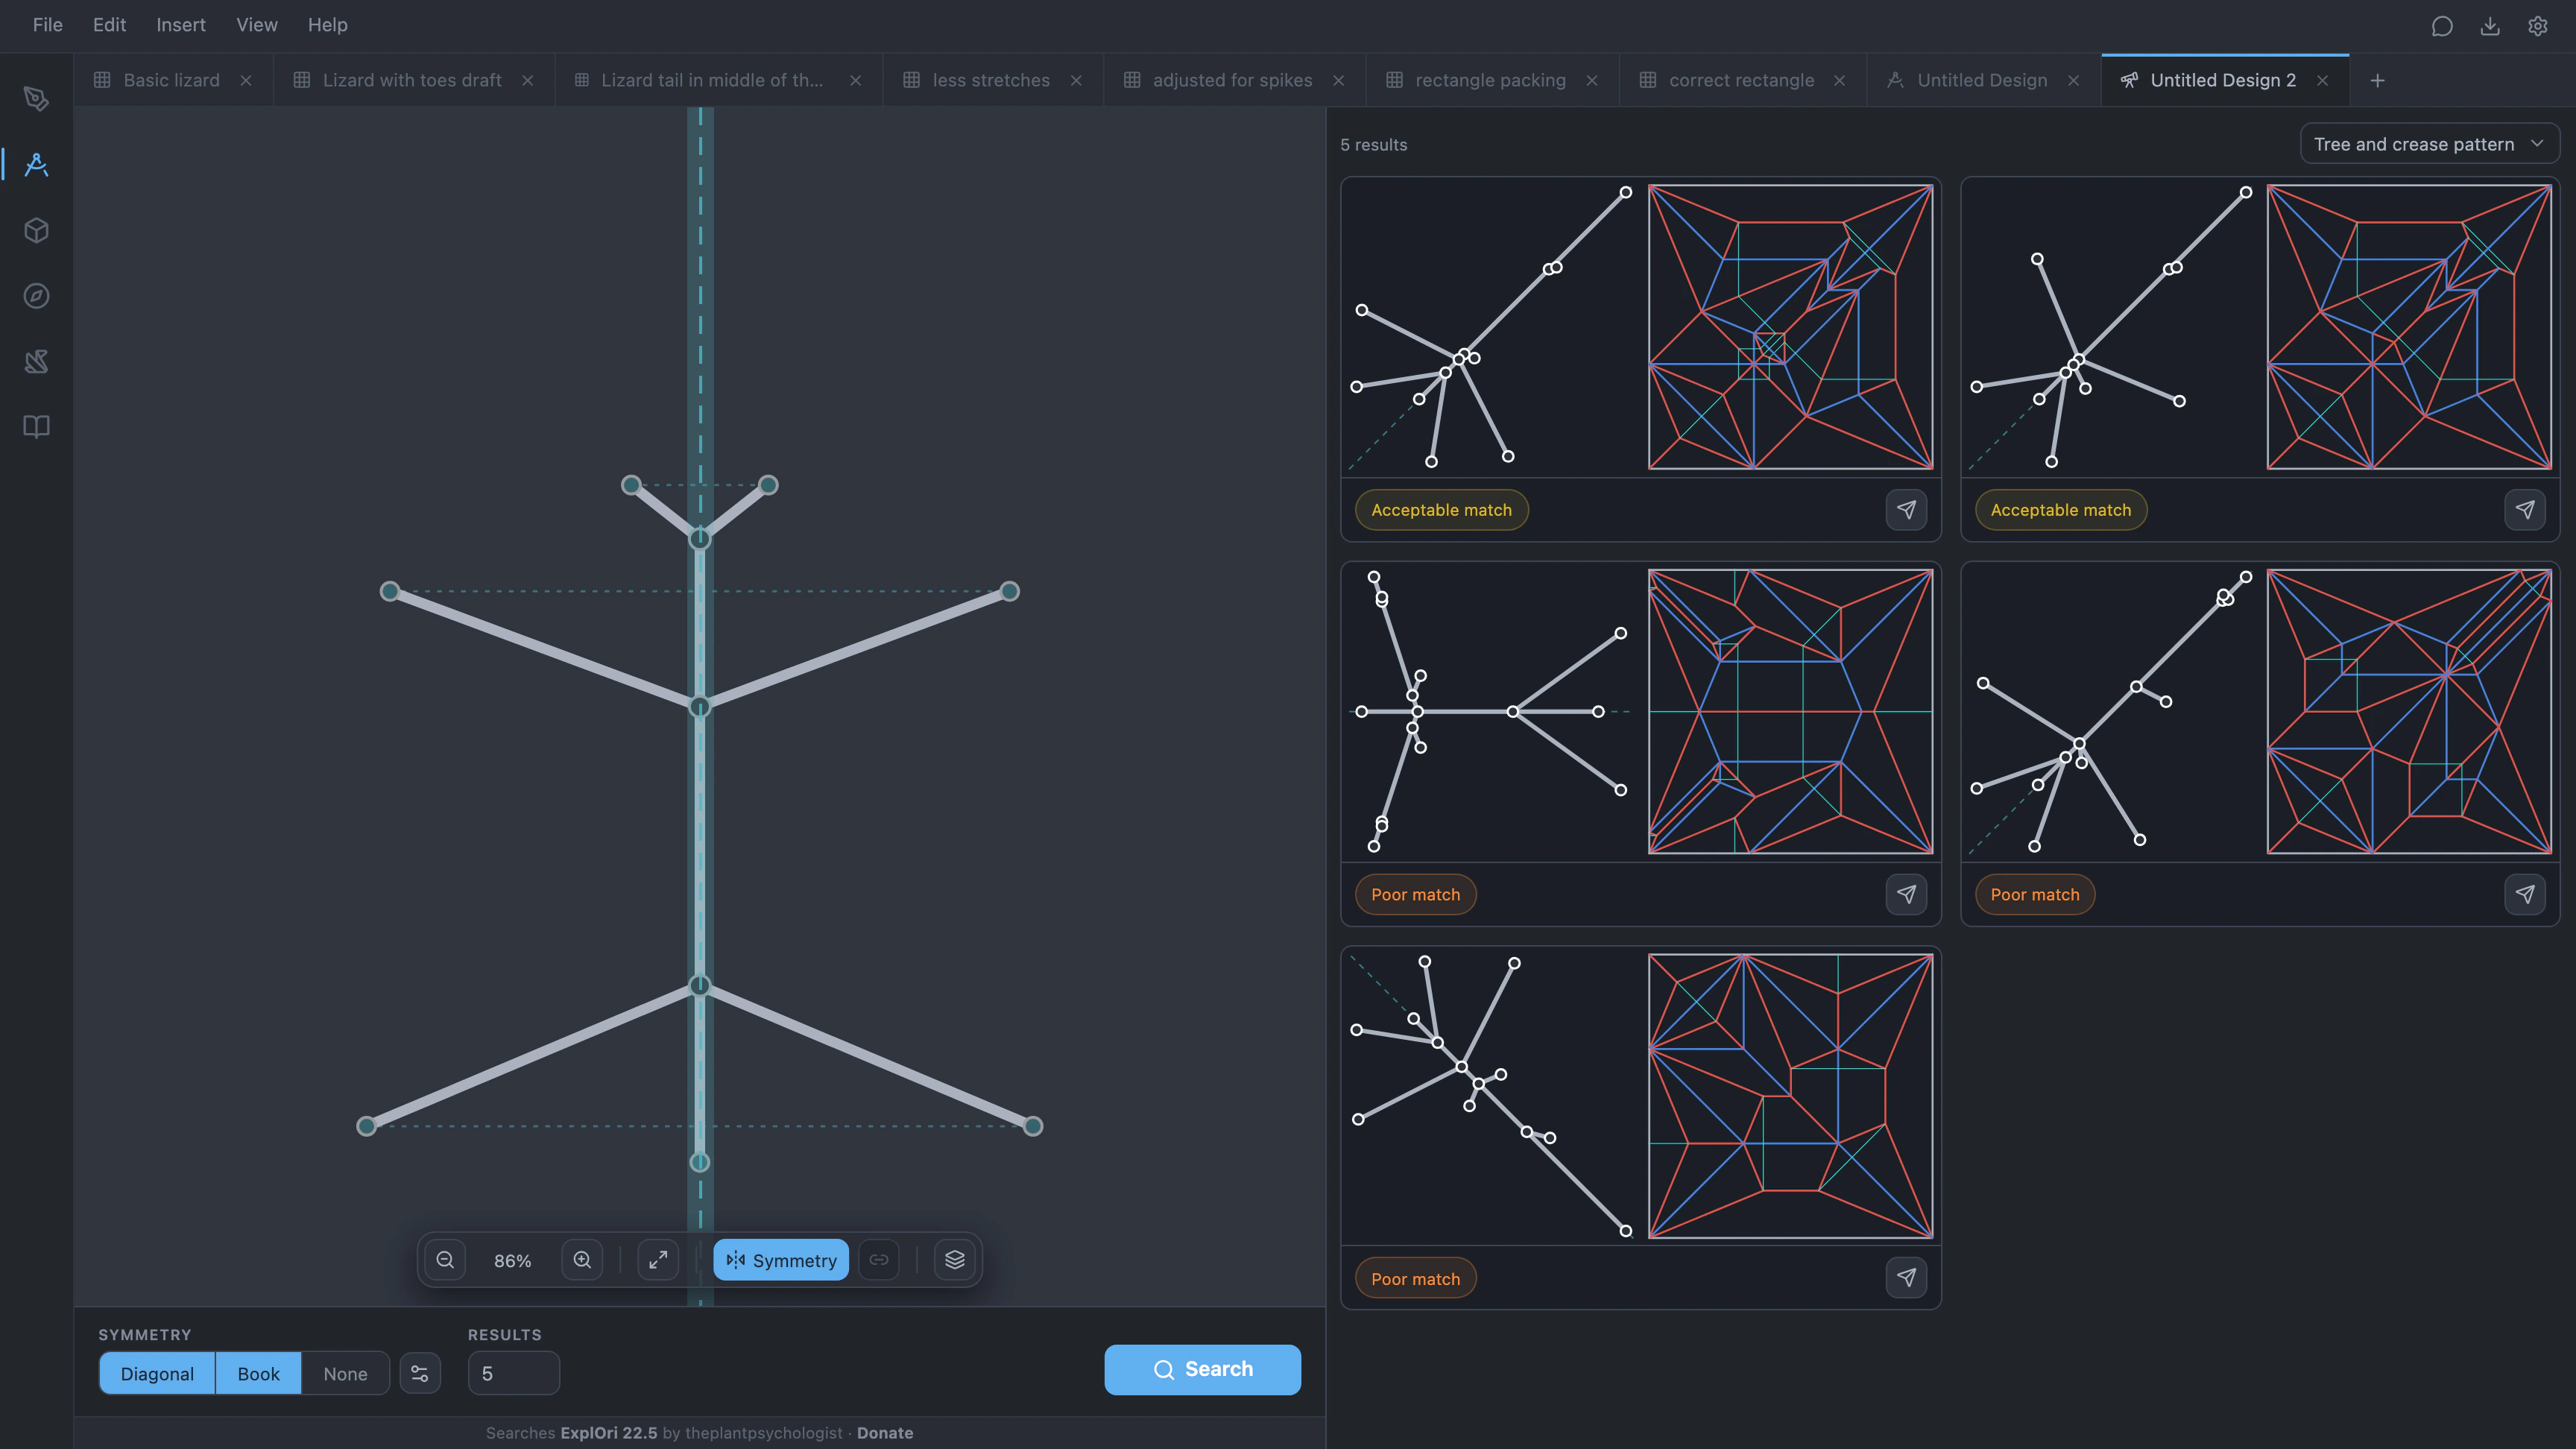 File Edit Insert View Help
Basic lizard
Lizard with toes draft
Lizard tail in middle of th...
less stretches
adjusted for spikes
rectangle packing
correct rectangle
Untitled Design
Untitled Design 2
5 results
Tree and crease pattern
Acceptable match
Acceptable match
Poor match
Poor match
Poor match
86%
Symmetry
SYMMETRY
RESULTS
Diagonal Book None
5
Search
Searches ExplOri 22.5 by theplantpsychologist · Donate